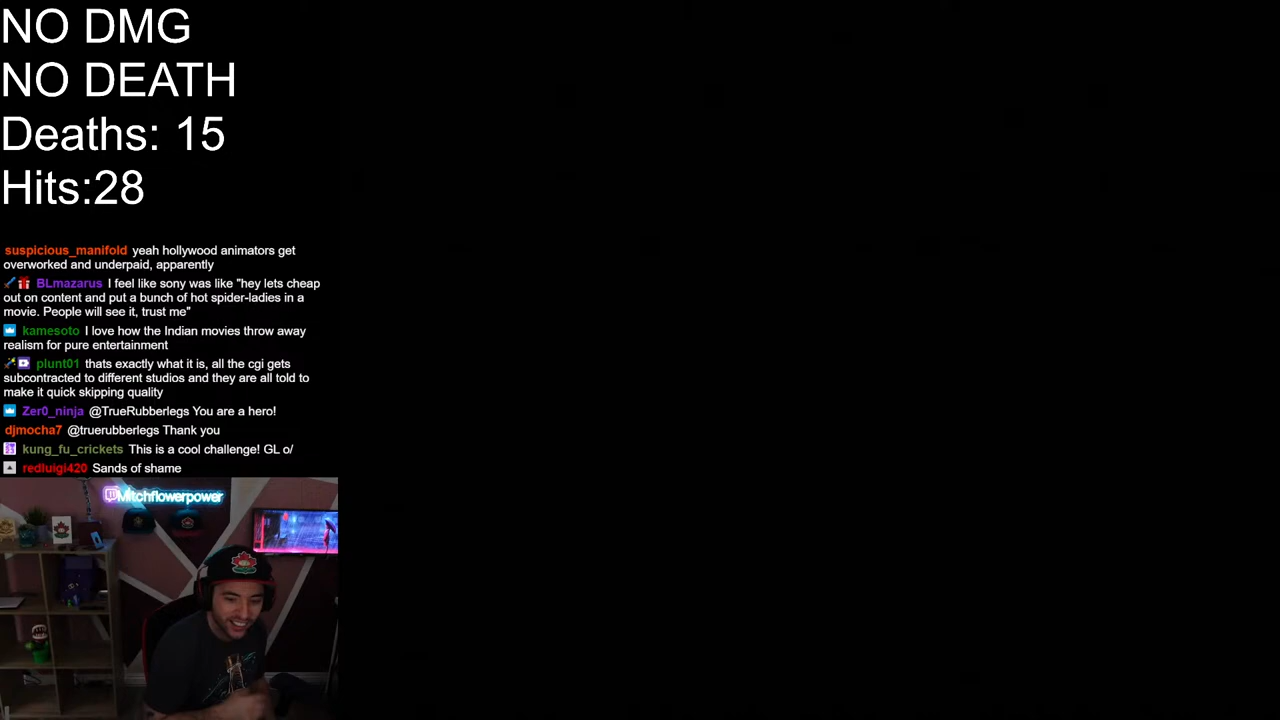 NO DMG
NO DEATH
Deaths: 15
Hits:28
suspicious_manifold yeah hollywood animators get
overworked and underpaid, apparently
BLmazarus I feel like sony was like "hey lets cheap
out on content and put a bunch of hot spider-ladies in a
movie. People will see it, trust me"
kamesoto I love how the Indian movies throw away
realism for pure entertainment
plunt01 thats exactly what it is, all the cgi gets
subcontracted to different studios and they are all told to
make it quick skipping quality
Zer0_ninja @TrueRubberlegs You are a hero!
djmocha7 @truerubberlegs Thank you
kung_fu_crickets This is a cool challenge! GL o/
redluigi420 Sands of shame
Mitchflowerpower